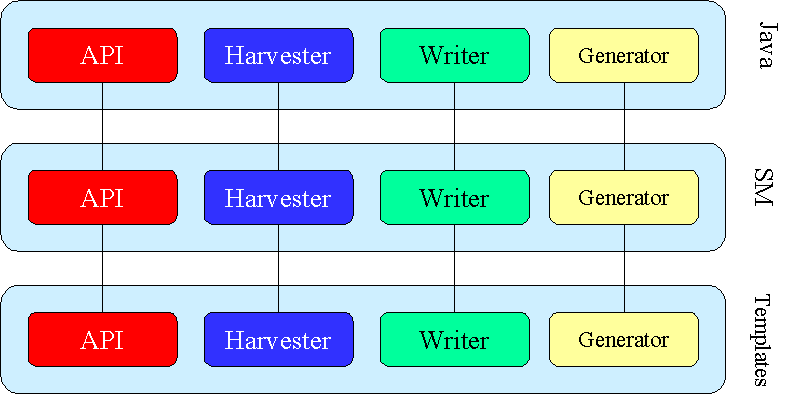 API Harvester Writer Generator Java
API Harvester Writer Generator SM
API Harvester Writer Generator Templates